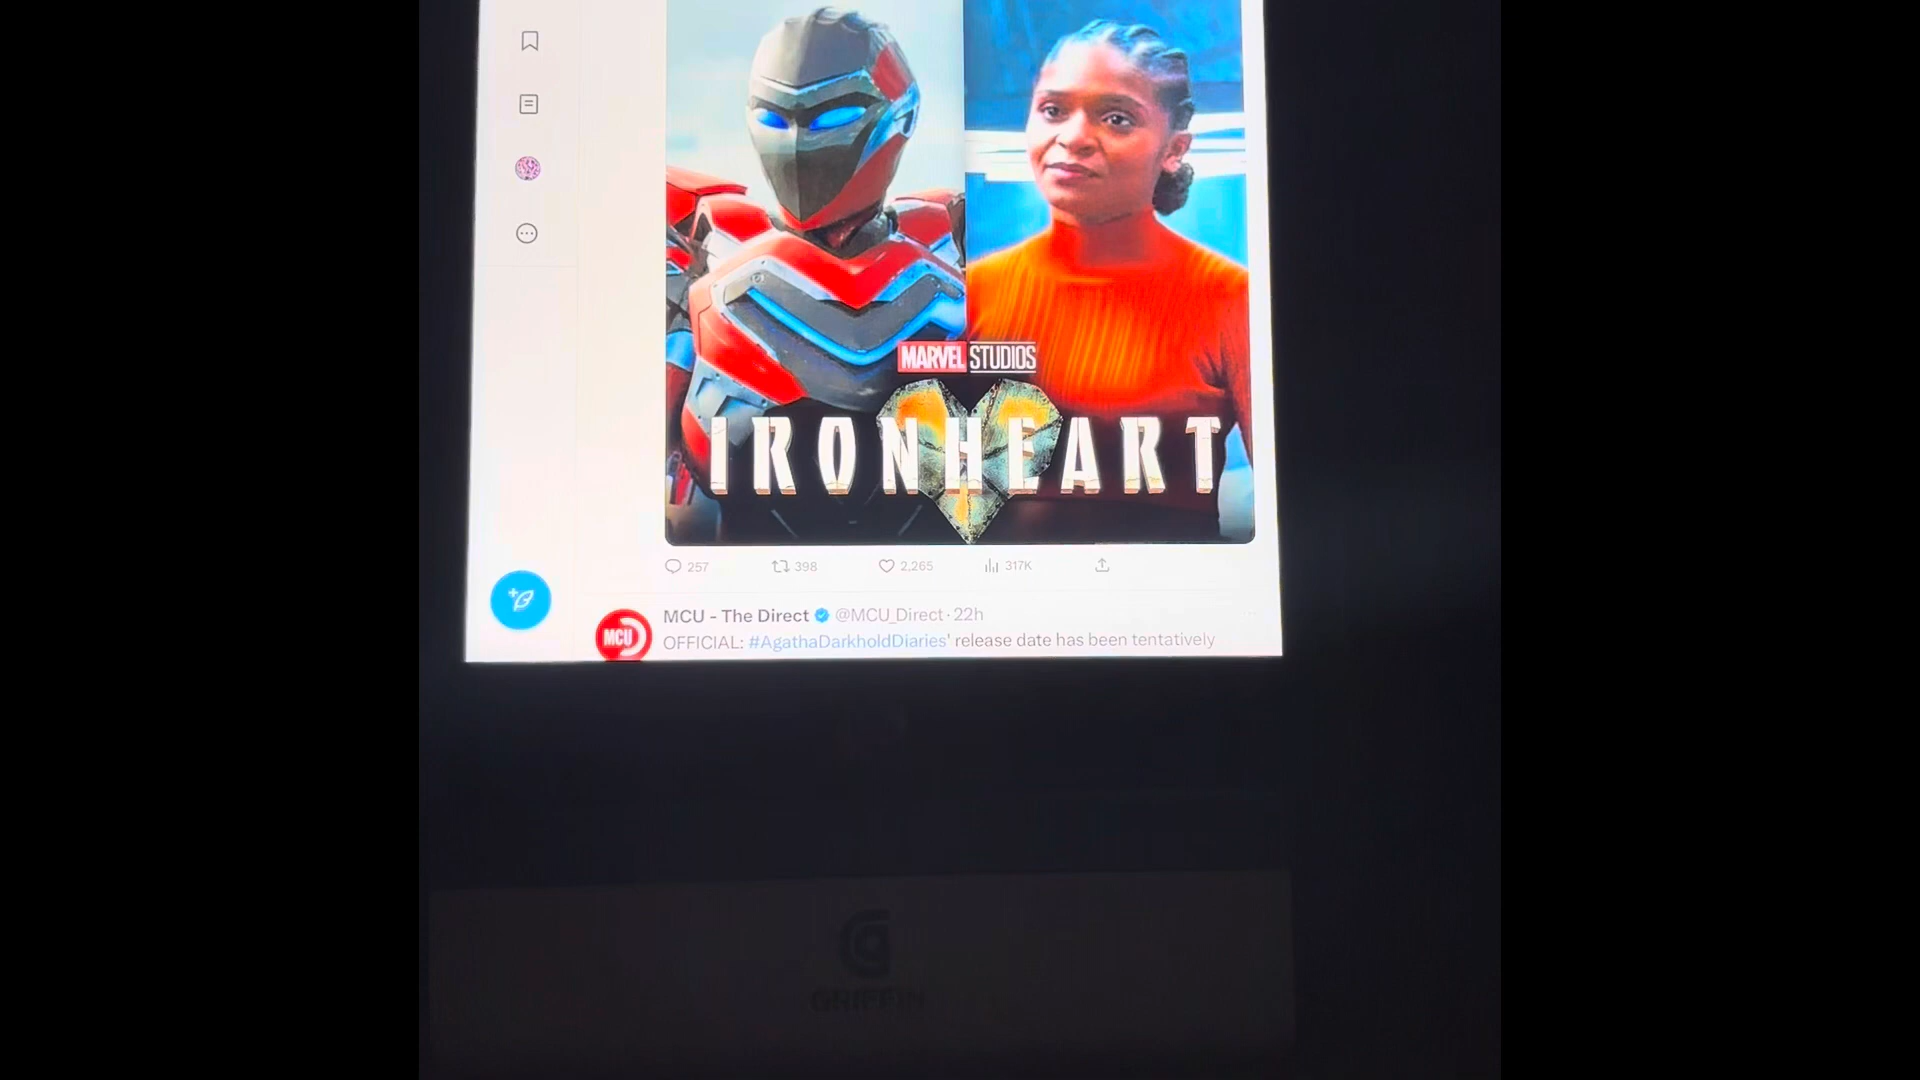 MARVEL STUDIOS
IRONHEART
257 398 2,265 317K
MCU
MCU - The Direct @MCU_Direct · 22h
OFFICIAL: #AgathaDarkholdDiaries' release date has been tentatively
GRIFFIN